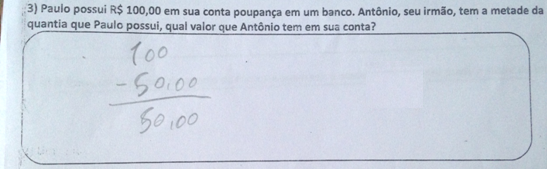 3) Paulo possui R$ 100,00 em sua conta poupança em um banco. Antônio, seu irmão, tem a metade da
quantia que Paulo possui, qual valor que Antônio tem em sua conta?
100
- 50,00
50,00